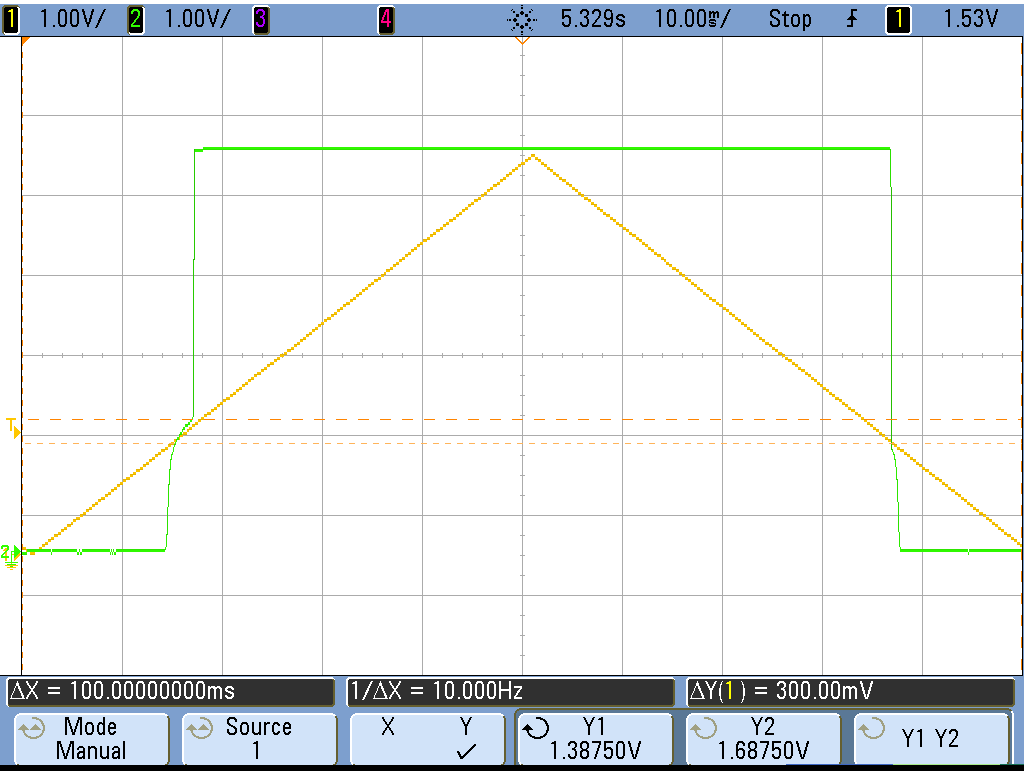 1 1.00V/ 2 1.00V/ 3 4 5.329s 10.00ms/ Stop 1 1.53V
T
2
ΔX = 100.00000000ms 1/ΔX = 10.000Hz ΔY(1) = 300.00mV
Mode Source X Y Y1 Y2 Y1 Y2
Manual 1 ✓ 1.38750V 1.68750V